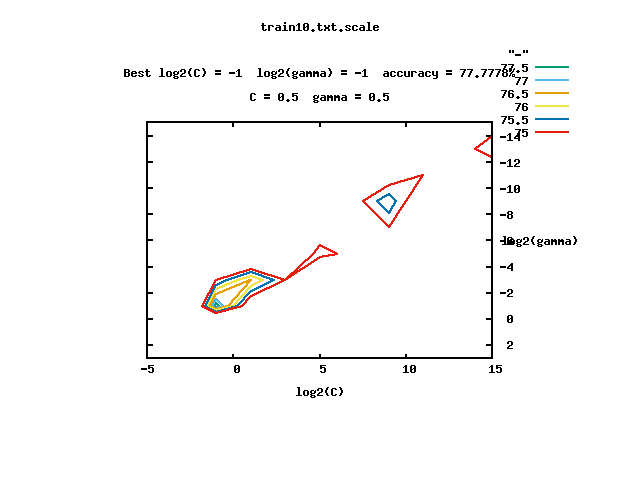 train10.txt.scale
"-"
Best log2(C) = -1  log2(gamma) = -1  accuracy = 77.7778%
C = 0.5  gamma = 0.5
77.5
77
76.5
76
75.5
75
-14
-12
-10
-8
-6
log2(gamma)
-4
-2
0
2
-5 0 5 10 15
log2(C)